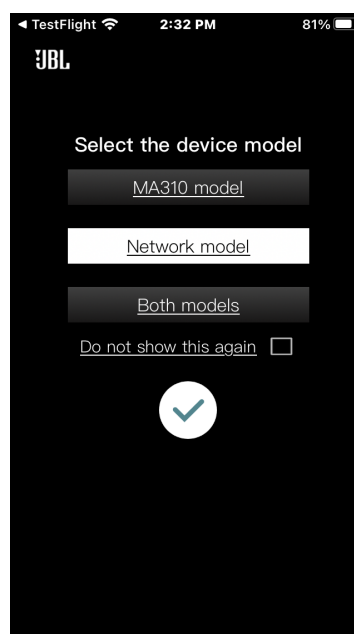 ◄ TestFlight 2:32 PM 81%
JBL
Select the device model
MA310 model
Network model
Both models
Do not show this again